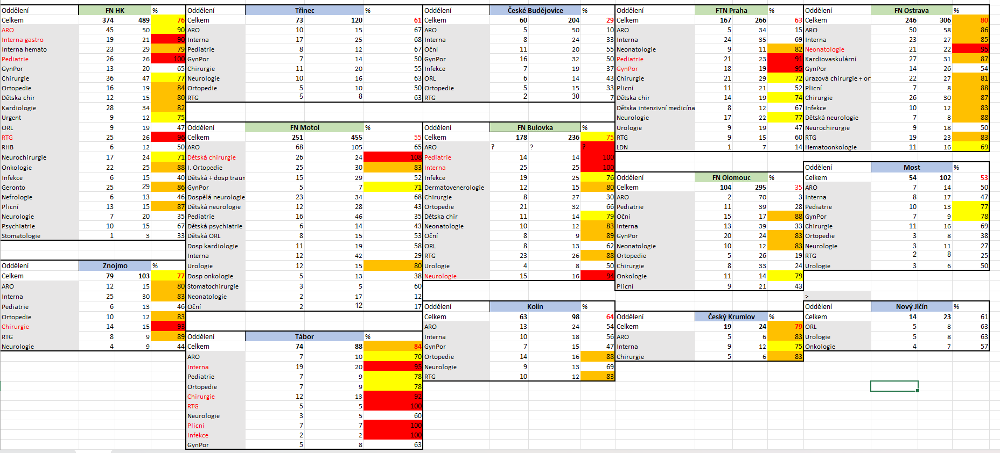 Oddělení FN HK %
Celkem 374 489 76
ARO 45 50 90
Interna gastro 19 21 90
Interna hemato 23 29 79
Pediatrie 26 26 100
GynPor 13 20 65
Chirurgie 36 47 77
Ortopedie 16 19 84
Dětska chir 12 15 80
Kardiologie 28 34 82
Urgent 9 12 75
ORL 9 19 47
RTG 25 26 96
RHB 6 12 50
Neurochirurgie 17 24 71
Onkologie 22 25 88
Infekce 6 15 40
Geronto 25 29 86
Nefrologie 6 13 46
Plicní 13 15 87
Neurologie 7 20 35
Psychiatrie 10 15 67
Stomatologie 1 3 33
Oddělení Znojmo %
Celkem 79 103 77
ARO 12 15 80
Interna 25 30 83
Pediatrie 6 13 46
Ortopedie 10 12 83
Chirurgie 14 15 93
RTG 8 9 89
Neurologie 4 9 44
Oddělení Třinec %
Celkem 73 120 61
ARO 10 15 67
Interna 17 25 68
Pediatrie 8 12 67
GynPor 7 14 50
Chirurgie 11 20 55
Neurologie 10 16 63
Ortopedie 5 10 50
RTG 5 8 63
Oddělení FN Motol %
Celkem 251 455 55
ARO 68 105 65
Dětská chirurgie 26 24 108
I. Ortopedie 25 30 83
Dětská + dosp traum 15 29 52
GynPor 5 7 71
Dospělá neurologie 23 34 68
Dětská neurologie 12 28 43
Pediatrie 16 46 35
Dětská psychiatrie 6 14 43
Dětská ORL 8 15 53
Dosp kardiologie 11 19 58
Interna 12 42 29
Urologie 12 15 80
Dosp onkologie 5 13 38
Stomatochirurgie 3 5 60
Neonatologie 2 17 12
Oční 2 12 17
Oddělení Tábor %
Celkem 74 88 84
ARO 7 10 70
Interna 19 20 95
Pediatrie 7 9 78
Ortopedie 7 9 78
Chirurgie 12 13 92
RTG 5 5 100
Neurologie 3 5 60
Plicní 7 7 100
Infekce 2 2 100
GynPor 5 8 63
Oddělení České Budějovice %
Celkem 60 204 29
ARO 5 50 10
Interna 8 24 33
Oční 11 20 55
GynPor 16 32 50
Infekce 7 19 37
ORL 6 14 43
Ortopedie 5 15 33
RTG 2 30 7
Oddělení FN Bulovka %
Celkem 178 236 75
ARO ? ? ?
Pediatrie 14 14 100
Interna 25 25 100
Infekce 19 25 76
Dermatovenerologie 12 15 80
Chirurgie 8 27 30
Ortopedie 21 32 66
Dětska chir 11 14 79
Neonatologie 10 12 83
Oční 8 9 89
ORL 8 13 62
RTG 23 26 88
Urologie 4 8 50
Neurologie 15 16 94
Oddělení Kolín %
Celkem 63 98 64
ARO 13 24 54
Interna 10 18 56
GynPor 7 15 47
Ortopedie 14 16 88
Neurologie 9 13 69
RTG 10 12 83
Oddělení FTN Praha %
Celkem 167 266 63
ARO 5 34 15
Interna 24 35 69
Neonatologie 9 11 82
Pediatrie 21 23 91
GynPor 18 19 95
Chirurgie 21 29 72
Plicní 11 21 52
Dětska chir 14 19 74
Dětska intenzivní medicína 8 12 67
Neurologie 17 22 77
Urologie 9 19 47
RTG 9 15 60
LDN 1 7 14
Oddělení FN Olomouc %
Celkem 104 295 35
ARO 2 70 3
Pediatrie 11 39 28
Oční 15 17 88
Interna 13 39 33
GynPor 20 24 83
Neonatologie 10 12 83
Ortopedie 5 26 19
Chirurgie 8 33 24
Onkologie 11 14 79
Plicní 9 21 43
Oddělení Český Krumlov %
Celkem 19 24 79
ARO 5 6 83
Interna 9 12 75
Chirurgie 5 6 83
Oddělení FN Ostrava %
Celkem 246 306 80
ARO 50 58 86
Interna 23 27 85
Neonatologie 21 22 95
Kardiovaskulární 27 31 87
GynPor 14 26 54
úrazová chirurgie + or 22 27 81
Plicní 7 8 88
Chirurgie 26 30 87
Infekce 10 12 83
Dětská neurologie 7 8 88
Neurochirurgie 9 18 50
RTG 19 23 83
Hematoonkologie 11 16 69
Oddělení Most %
Celkem 54 102 53
ARO 7 14 50
Interna 8 17 47
Pediatrie 10 13 77
GynPor 7 9 78
Chirurgie 11 16 69
Ortopedie 3 8 38
Neurologie 3 11 27
RTG 2 8 25
Urologie 3 6 50
>
Oddělení Nový Jičín %
Celkem 14 23 61
ORL 5 8 63
Urologie 5 8 63
Onkologie 4 7 57